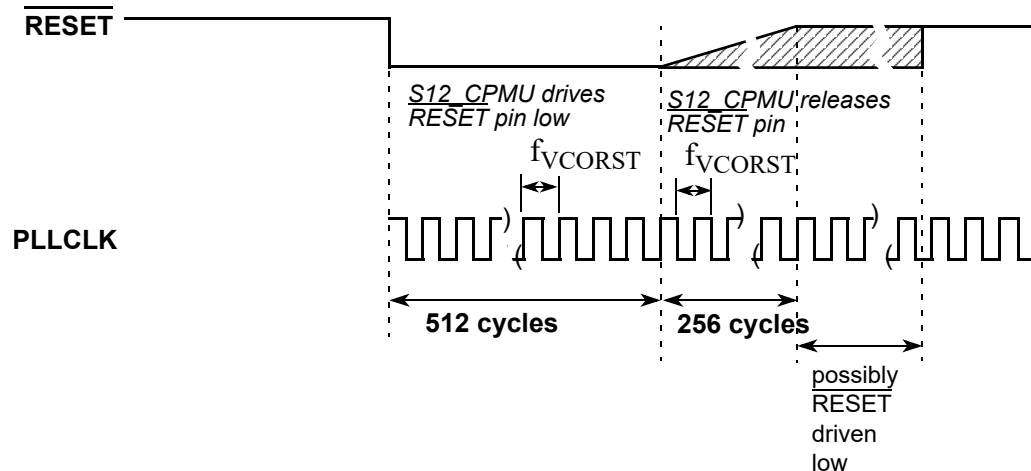 RESET
S12_CPMU drives
RESET pin low
S12_CPMU releases
RESET pin
fVCORST
fVCORST
PLLCLK
512 cycles
256 cycles
possibly
RESET
driven
low